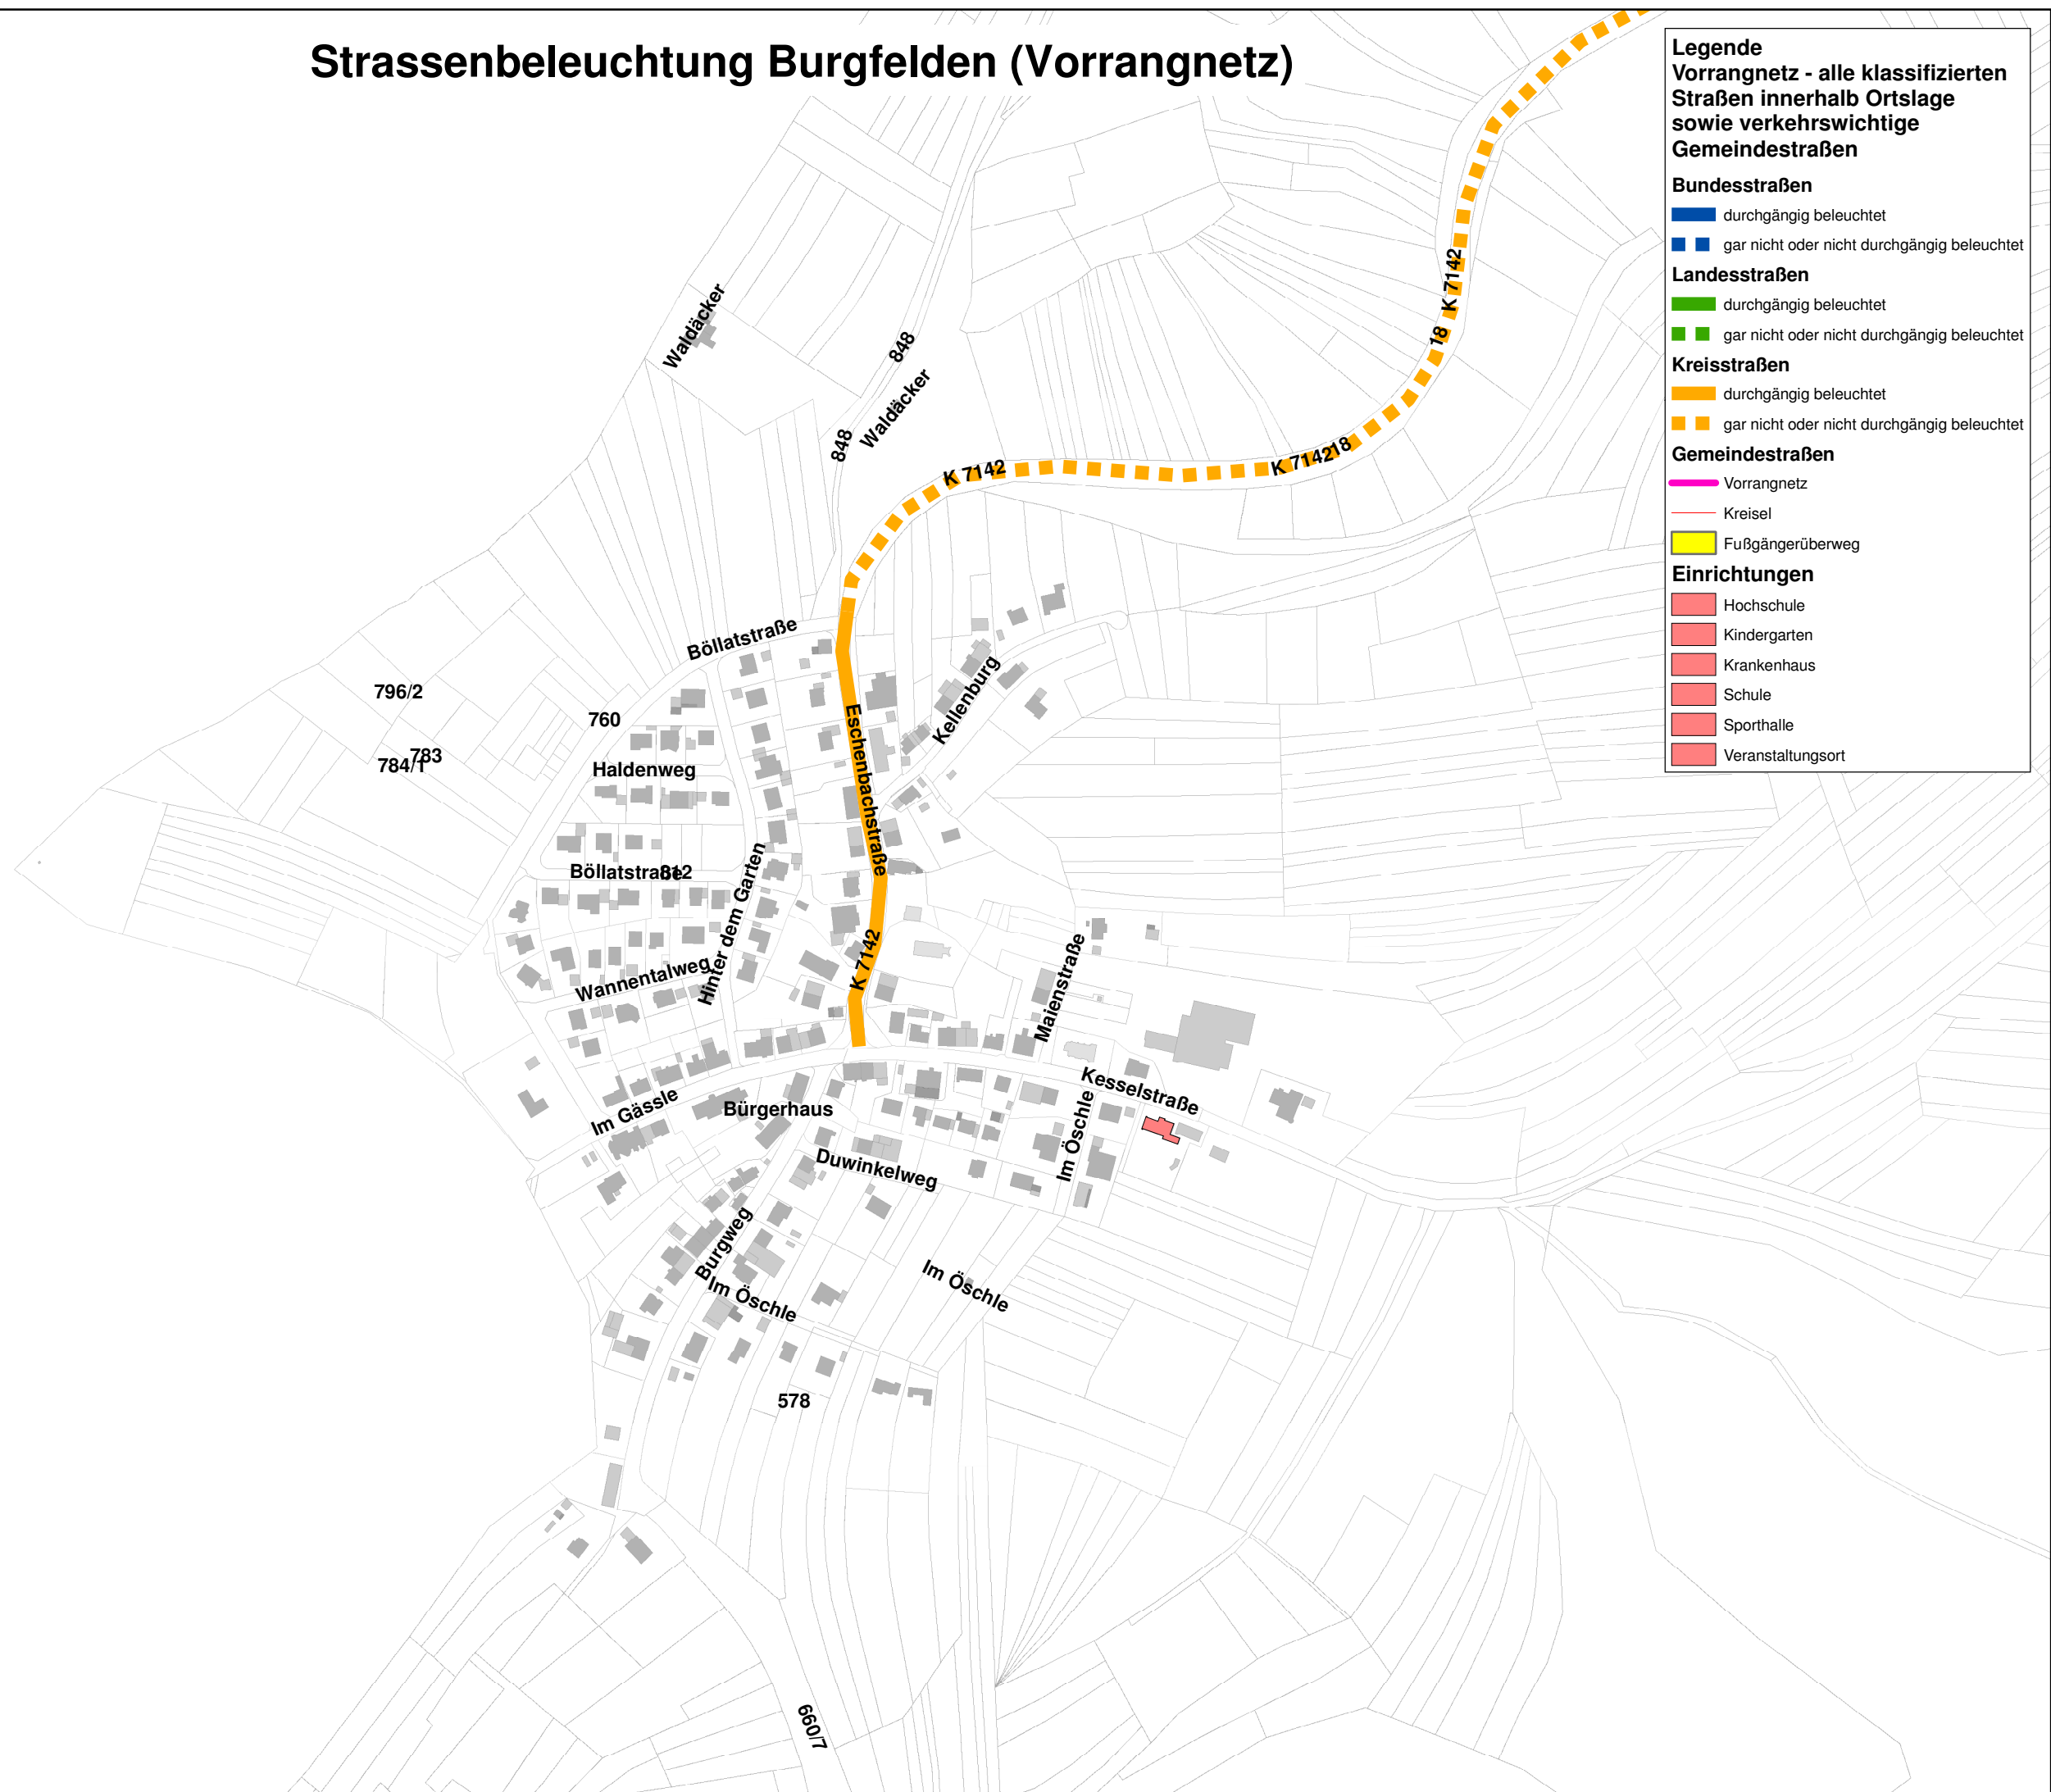 Strassenbeleuchtung Burgfelden (Vorrangnetz)
Legende
Vorrangnetz - alle klassifizierten
Straßen innerhalb Ortslage
sowie verkehrswichtige
Gemeindestraßen
Bundesstraßen
durchgängig beleuchtet
gar nicht oder nicht durchgängig beleuchtet
Landesstraßen
durchgängig beleuchtet
gar nicht oder nicht durchgängig beleuchtet
Kreisstraßen
durchgängig beleuchtet
gar nicht oder nicht durchgängig beleuchtet
Gemeindestraßen
Vorrangnetz
Kreisel
Fußgängerüberweg
Einrichtungen
Hochschule
Kindergarten
Krankenhaus
Schule
Sporthalle
Veranstaltungsort
K 7142
18
Waldäcker
848
Waldäcker
848
K 7142
K 7142
18
Böllatstraße
Kellenburg
796/2
760
783
784/1
Haldenweg
Eschenbachstraße
Böllatstraße
812
Hinter dem Garten
K 7142
Wannentalweg
Maienstraße
Kesselstraße
Im Gässle
Bürgerhaus
Im Öschle
Duwinkelweg
Burgweg
Im Öschle
Im Öschle
578
660/7